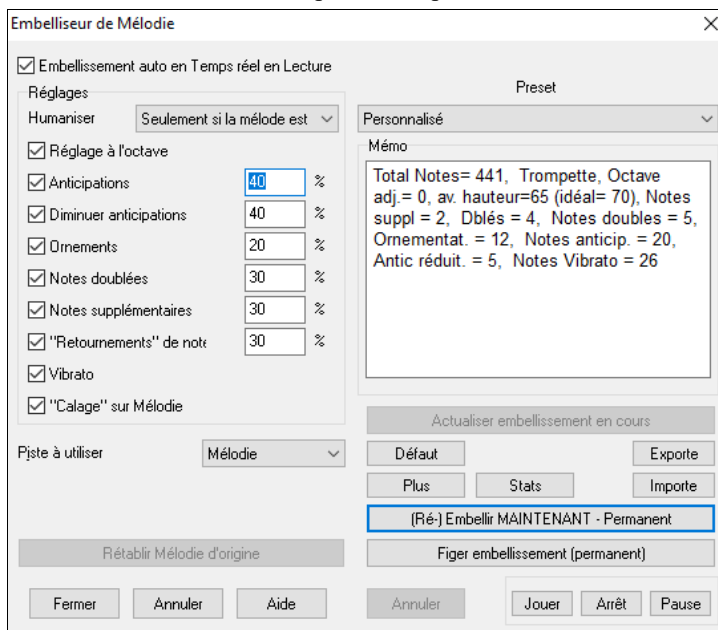 Embelliseur de Mélodie
Embellissement auto en Temps réel en Lecture
Réglages
Humaniser Seulement si la mélode est
Réglage à l'octave
Anticipations 40 %
Diminuer anticipations 40 %
Ornements 20 %
Notes doublées 30 %
Notes supplémentaires 30 %
"Retournements" de note 30 %
Vibrato
"Calage" sur Mélodie
Piste à utiliser Mélodie
Rétablir Mélodie d'origine
Fermer Annuler Aide
Preset
Personnalisé
Mémo
Total Notes= 441, Trompette, Octave
adj.= 0, av. hauteur=65 (idéal= 70), Notes
suppl = 2, Dblés = 4, Notes doubles = 5,
Ornementat. = 12, Notes anticip. = 20,
Antic réduit. = 5, Notes Vibrato = 26
Actualiser embellissement en cours
Défaut Exporte
Plus Stats Importe
(Ré-) Embellir MAINTENANT - Permanent
Figer embellissement (permanent)
Annuler Jouer Arrêt Pause